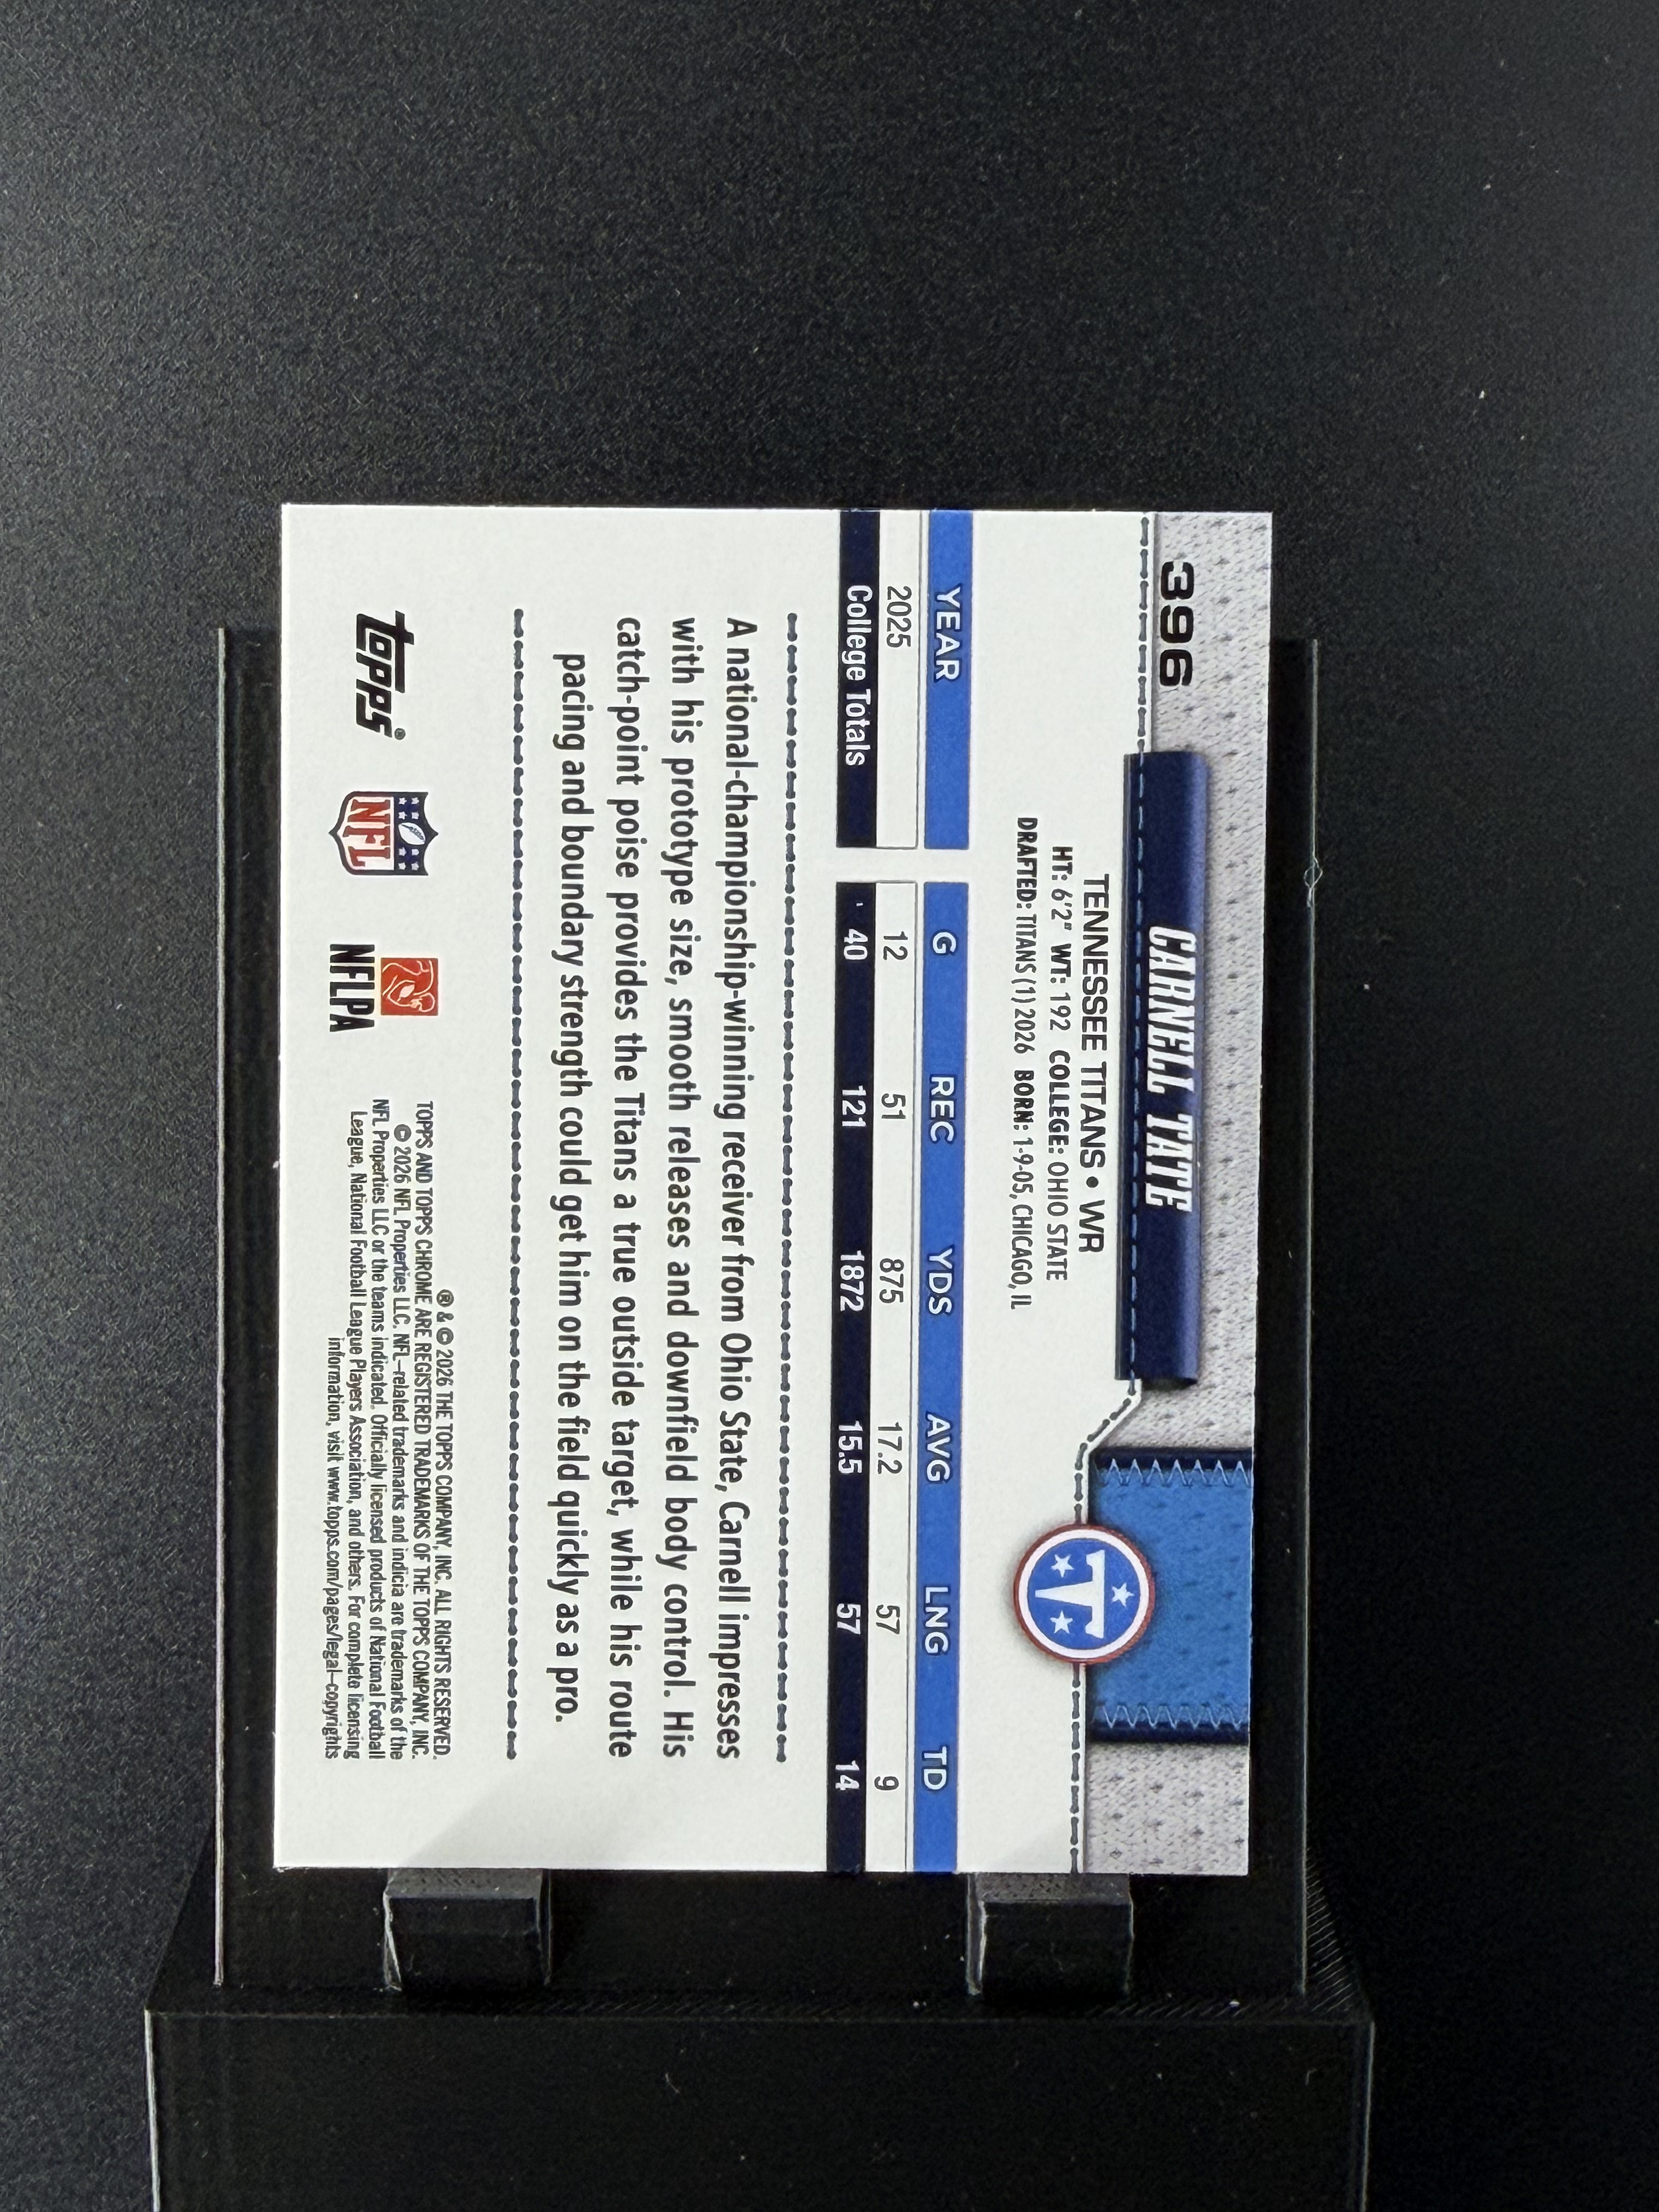 396
CARNELL TATE
TENNESSEE TITANS • WR
HT: 6'2" WT: 192 COLLEGE: OHIO STATE
DRAFTED: TITANS (1) 2026 BORN: 1-9-05, CHICAGO, IL
T
YEAR G REC YDS AVG LNG TD
2025 12 51 875 17.2 57 9
College Totals 40 121 1872 15.5 57 14
A national-championship-winning receiver from Ohio State, Carnell impresses
with his prototype size, smooth releases and downfield body control. His
catch-point poise provides the Titans a true outside target, while his route
pacing and boundary strength could get him on the field quickly as a pro.
topps®
NFL
NFLPA
® & © 2026 THE TOPPS COMPANY, INC. ALL RIGHTS RESERVED.
TOPPS AND TOPPS CHROME ARE REGISTERED TRADEMARKS OF THE TOPPS COMPANY, INC.
© 2026 NFL Properties LLC. NFL-related trademarks and indicia are trademarks of the
NFL Properties LLC or the teams indicated. Officially licensed products of National Football
League, National Football League Players Association, and others. For complete licensing
information, visit www.topps.com/pages/legal-copyrights